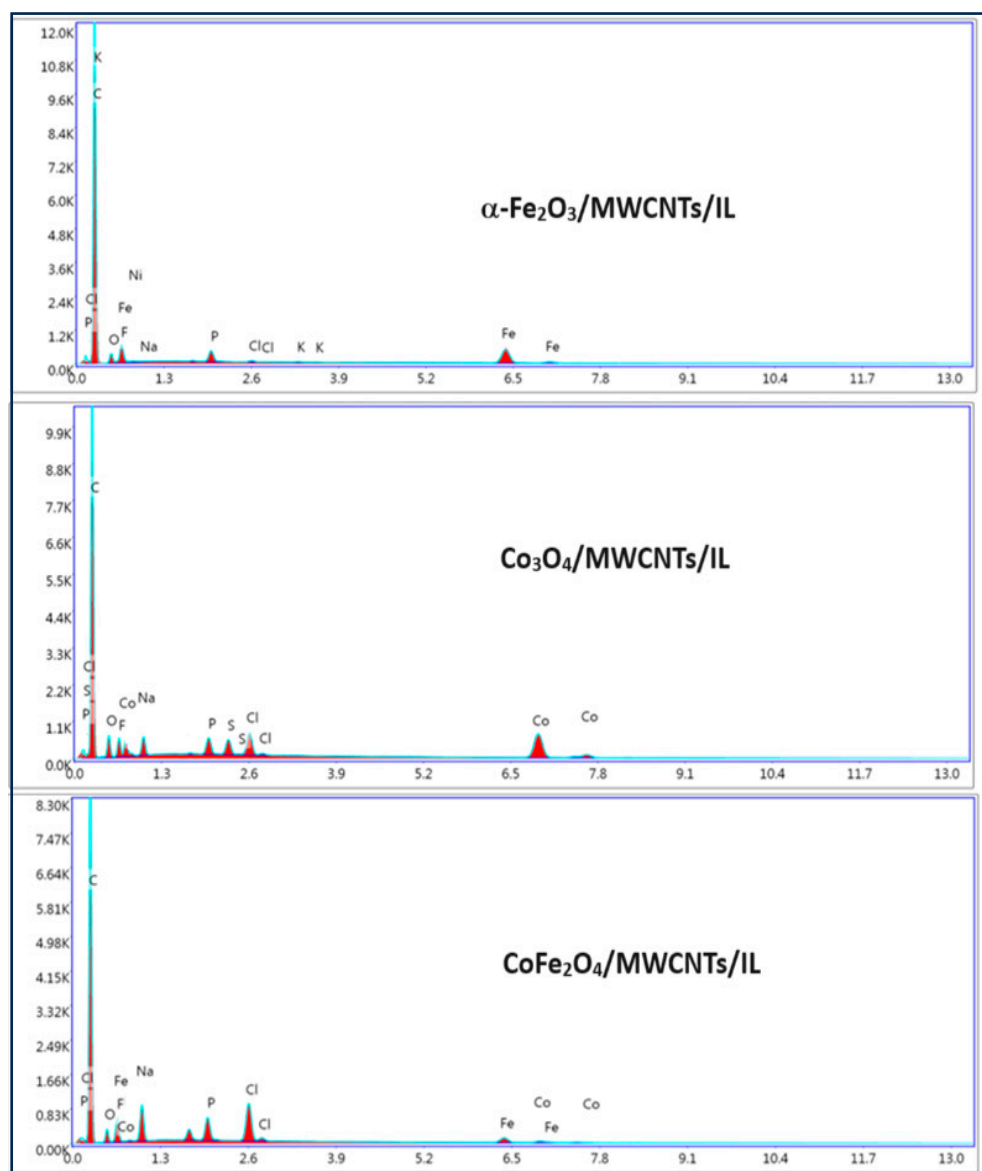 12.0K
10.8K
9.6K
8.4K
7.2K
6.0K
4.8K
3.6K
2.4K
1.2K
0.0K
K
C
α-Fe₂O₃/MWCNTs/IL
Ni
Cl
Fe
P
F
O
Na
P
Cl
Cl
K
K
Fe
Fe
0.0 1.3 2.6 3.9 5.2 6.5 7.8 9.1 10.4 11.7 13.0
9.9K
8.8K
7.7K
6.6K
5.5K
4.4K
3.3K
2.2K
1.1K
0.0K
C
Co₃O₄/MWCNTs/IL
Cl
S
Co
Na
P
O
F
P
S
S
Cl
Cl
Co
Co
0.0 1.3 2.6 3.9 5.2 6.5 7.8 9.1 10.4 11.7 13.0
8.30K
7.47K
6.64K
5.81K
4.98K
4.15K
3.32K
2.49K
1.66K
0.83K
0.00K
C
CoFe₂O₄/MWCNTs/IL
Cl
Fe
Na
P
F
O
Co
P
Cl
Cl
Fe
Co
Fe
Co
0.0 1.3 2.6 3.9 5.2 6.5 7.8 9.1 10.4 11.7 13.0